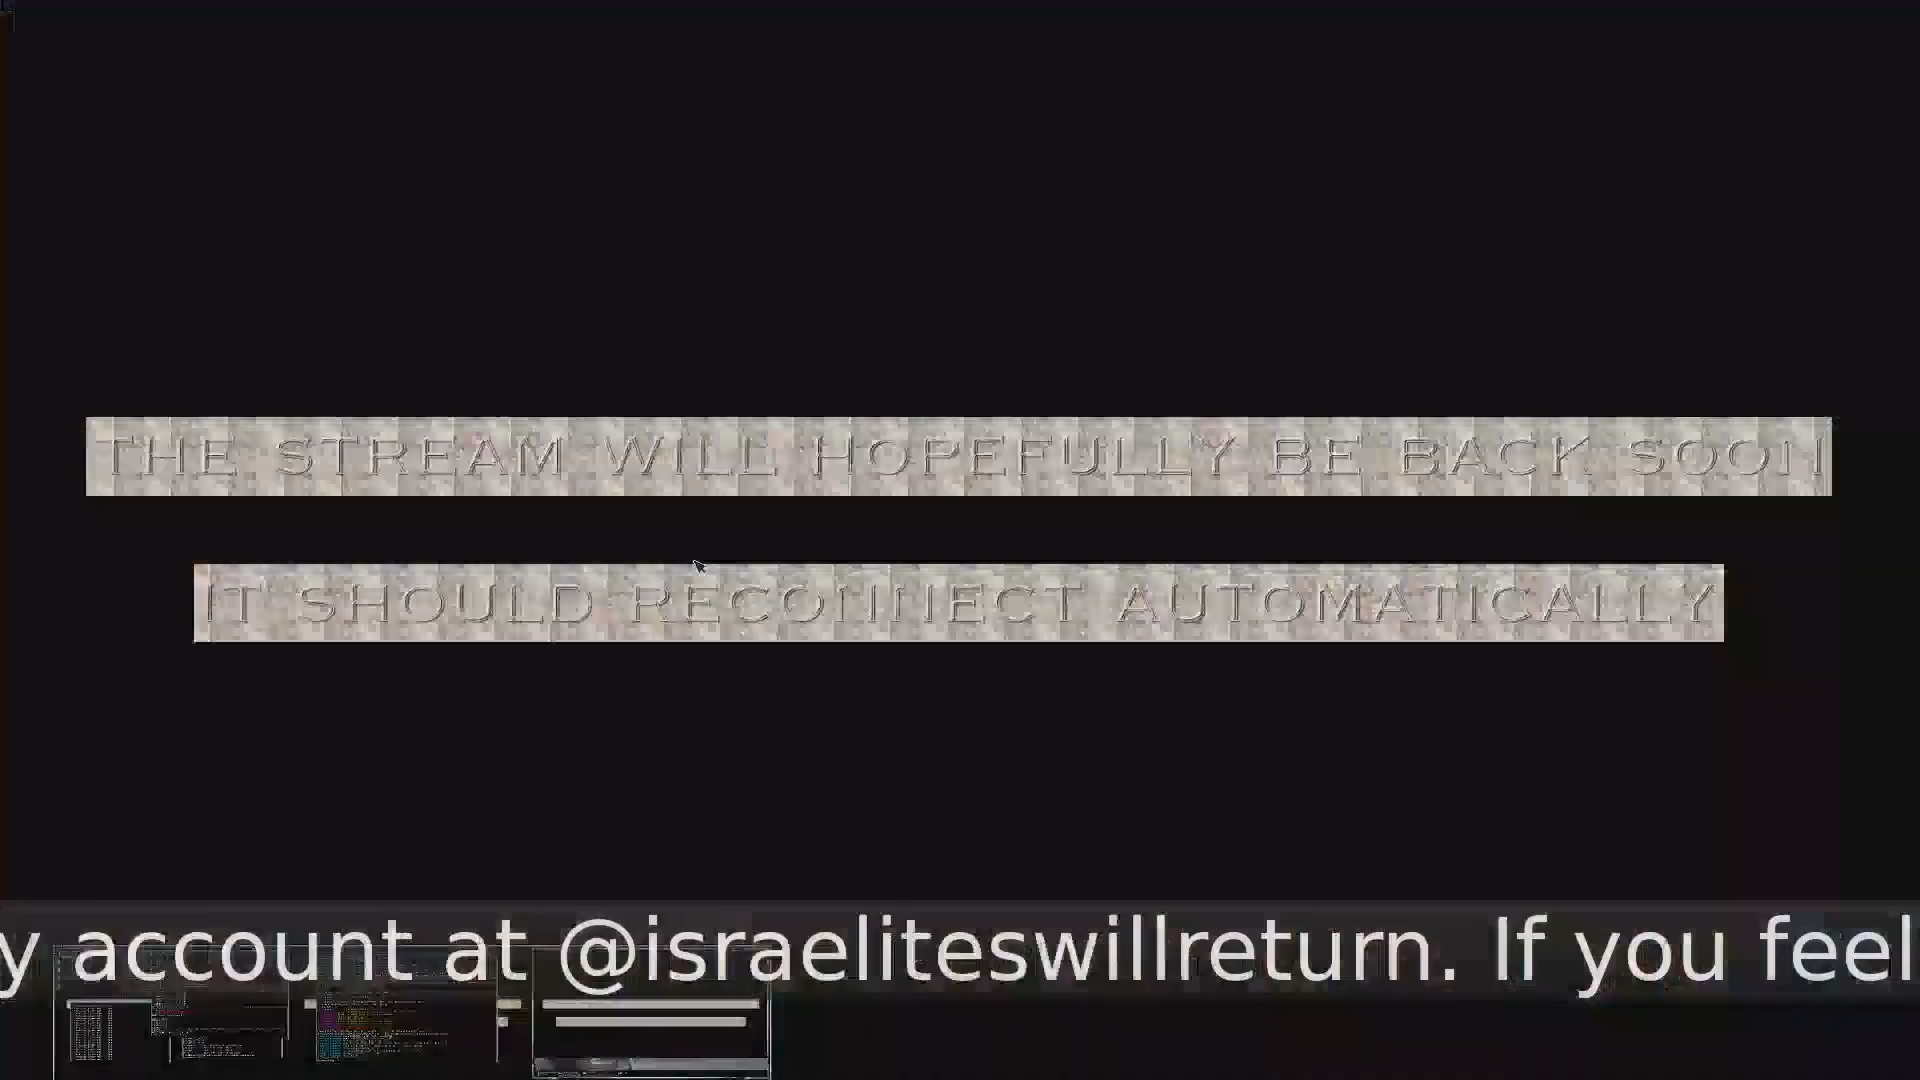 THE STREAM WILL HOPEFULLY BE BACK SOON
IT SHOULD RECONNECT AUTOMATICALLY
y account at @israeliteswillreturn. If you feel